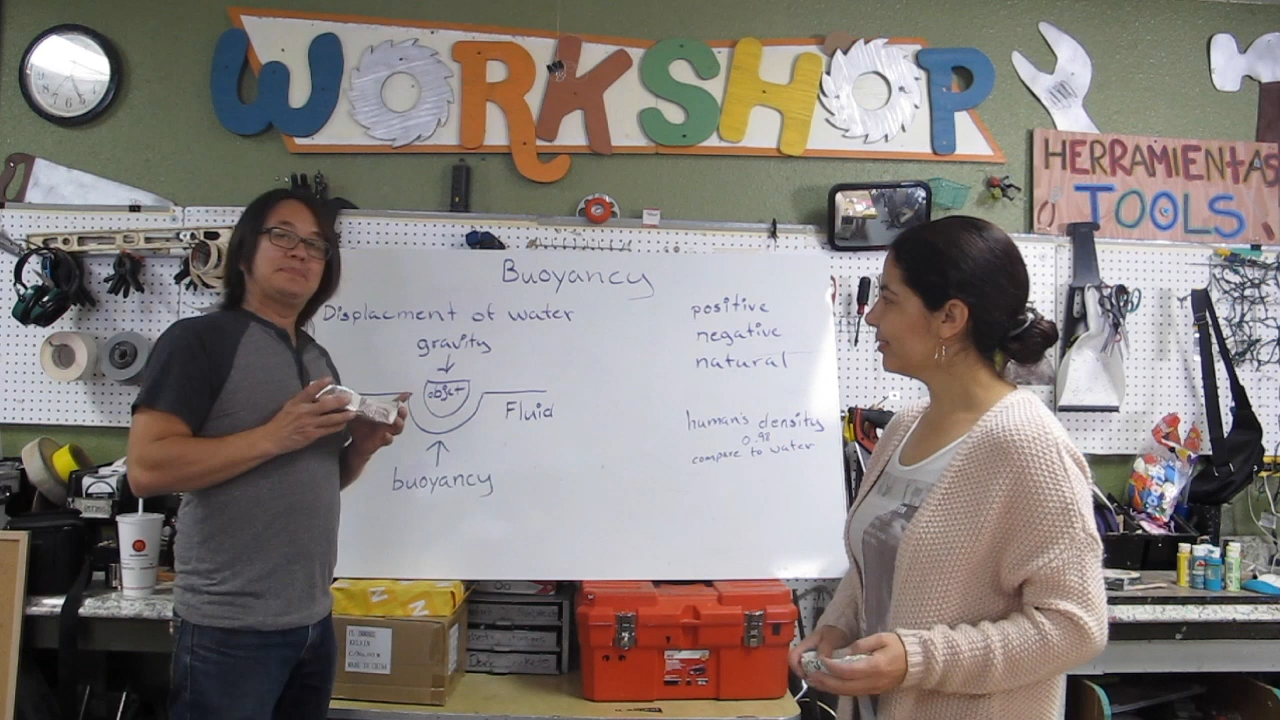 WORKSHOP
HERRAMIENTAS
TOOLS
Buoyancy
Displacment of water
gravity
object
Fluid
buoyancy
positive
negative
natural
human's density
0.98
compare to water